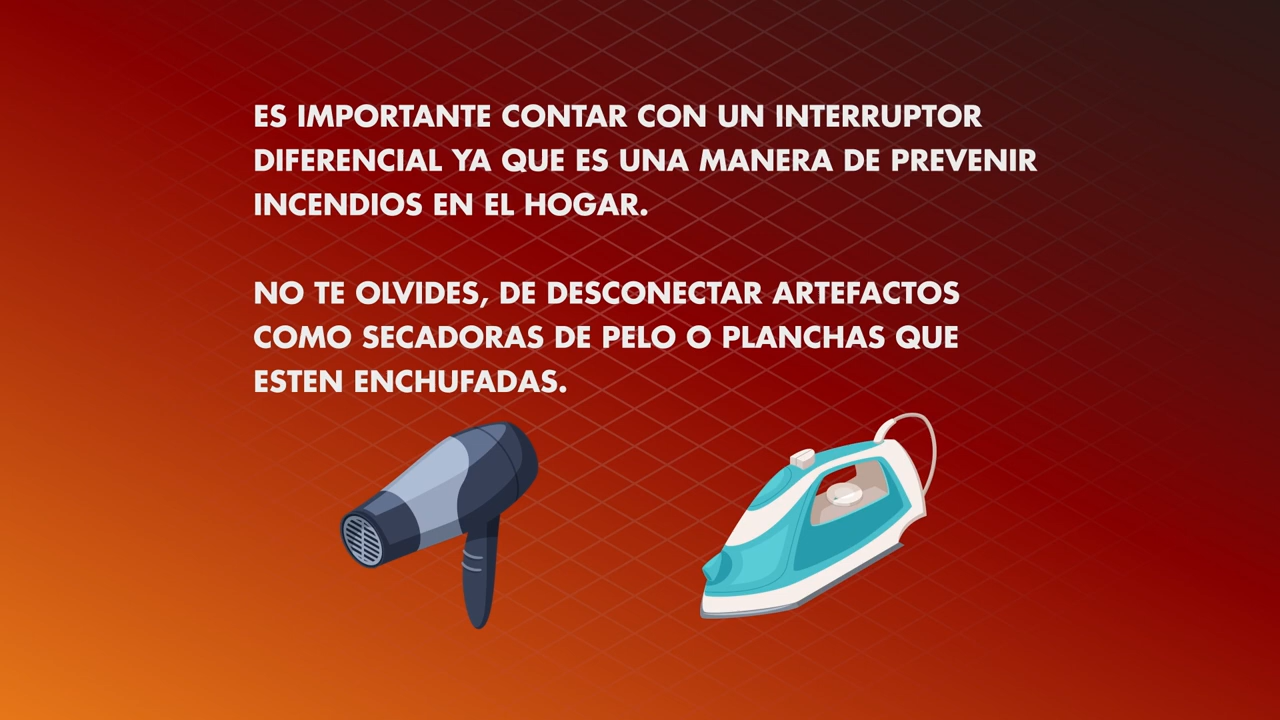 ES IMPORTANTE CONTAR CON UN INTERRUPTOR
DIFERENCIAL YA QUE ES UNA MANERA DE PREVENIR
INCENDIOS EN EL HOGAR.
NO TE OLVIDES, DE DESCONECTAR ARTEFACTOS
COMO SECADORAS DE PELO O PLANCHAS QUE
ESTEN ENCHUFADAS.